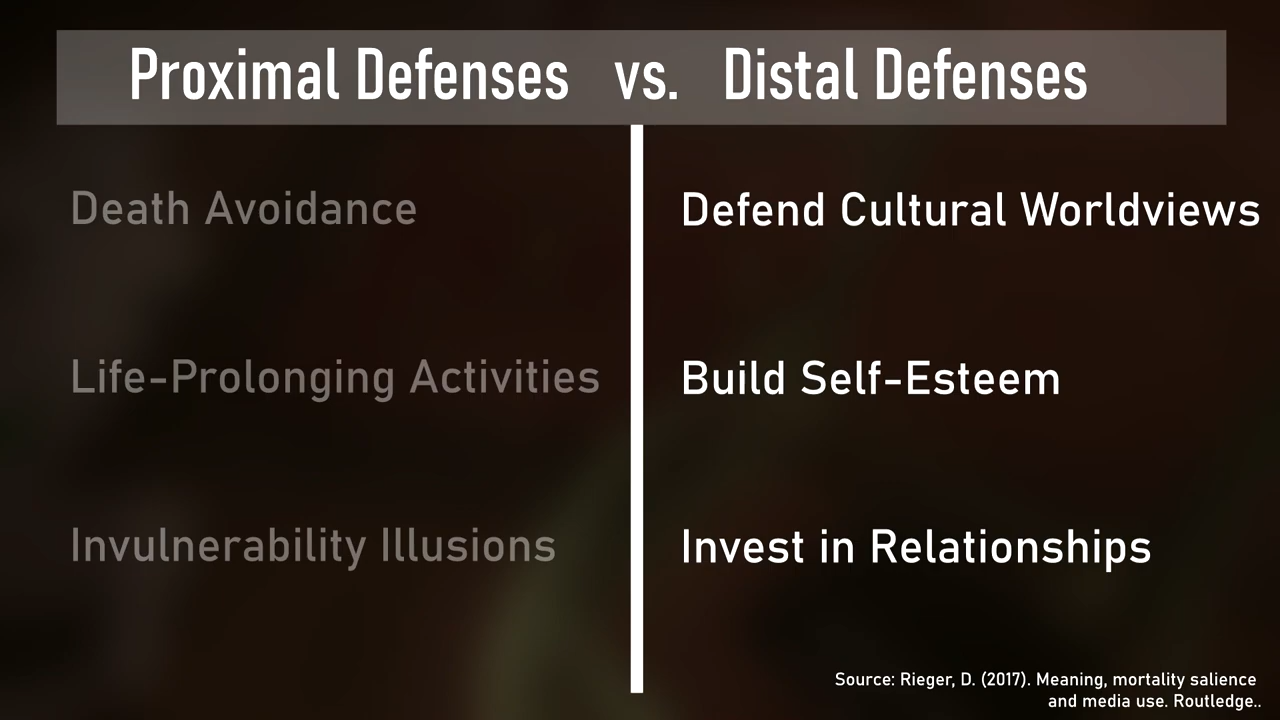 Proximal Defenses vs. Distal Defenses
Death Avoidance
Life-Prolonging Activities
Invulnerability Illusions
Defend Cultural Worldviews
Build Self-Esteem
Invest in Relationships
Source: Rieger, D. (2017). Meaning, mortality salience
and media use. Routledge..